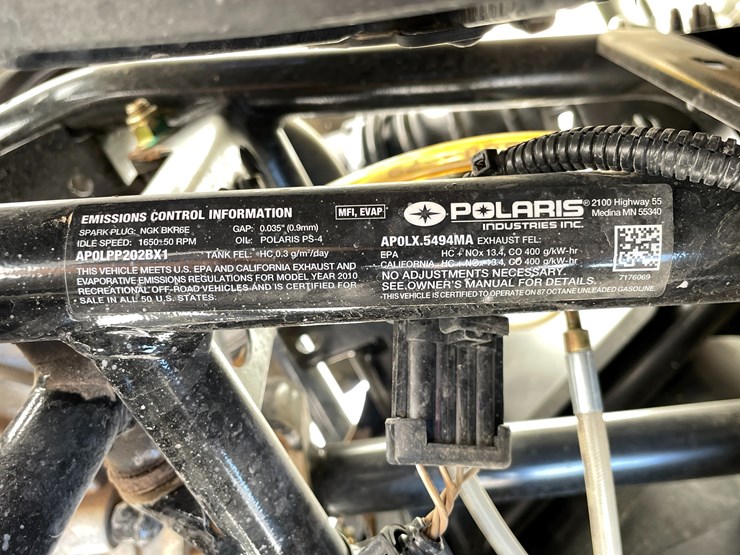 EMISSIONS CONTROL INFORMATION
SPARK PLUG: NGK BKR6E GAP: 0.035" (0.9mm)
IDLE SPEED: 1650±50 RPM OIL: POLARIS PS-4
AP0LPP202BX1 TANK FEL: HC, 0.3 g/m²/day
THIS VEHICLE MEETS U.S. EPA AND CALIFORNIA EXHAUST AND
EVAPORATIVE EMISSIONS REGULATIONS FOR MODEL YEAR 2010
RECREATIONAL OFF-ROAD VEHICLES AND IS CERTIFIED FOR
SALE IN ALL 50 U.S. STATES.
MFI, EVAP
POLARIS®
INDUSTRIES INC.
2100 Highway 55
Medina MN 55340
AP0LX.5494MA EXHAUST FEL:
EPA HC + NOx 13.4, CO 400 g/kW-hr
CALIFORNIA HC + NOx 13.4, CO 400 g/kW-hr
NO ADJUSTMENTS NECESSARY.
SEE OWNER'S MANUAL FOR DETAILS.
THIS VEHICLE IS CERTIFIED TO OPERATE ON 87 OCTANE UNLEADED GASOLINE.
7176069